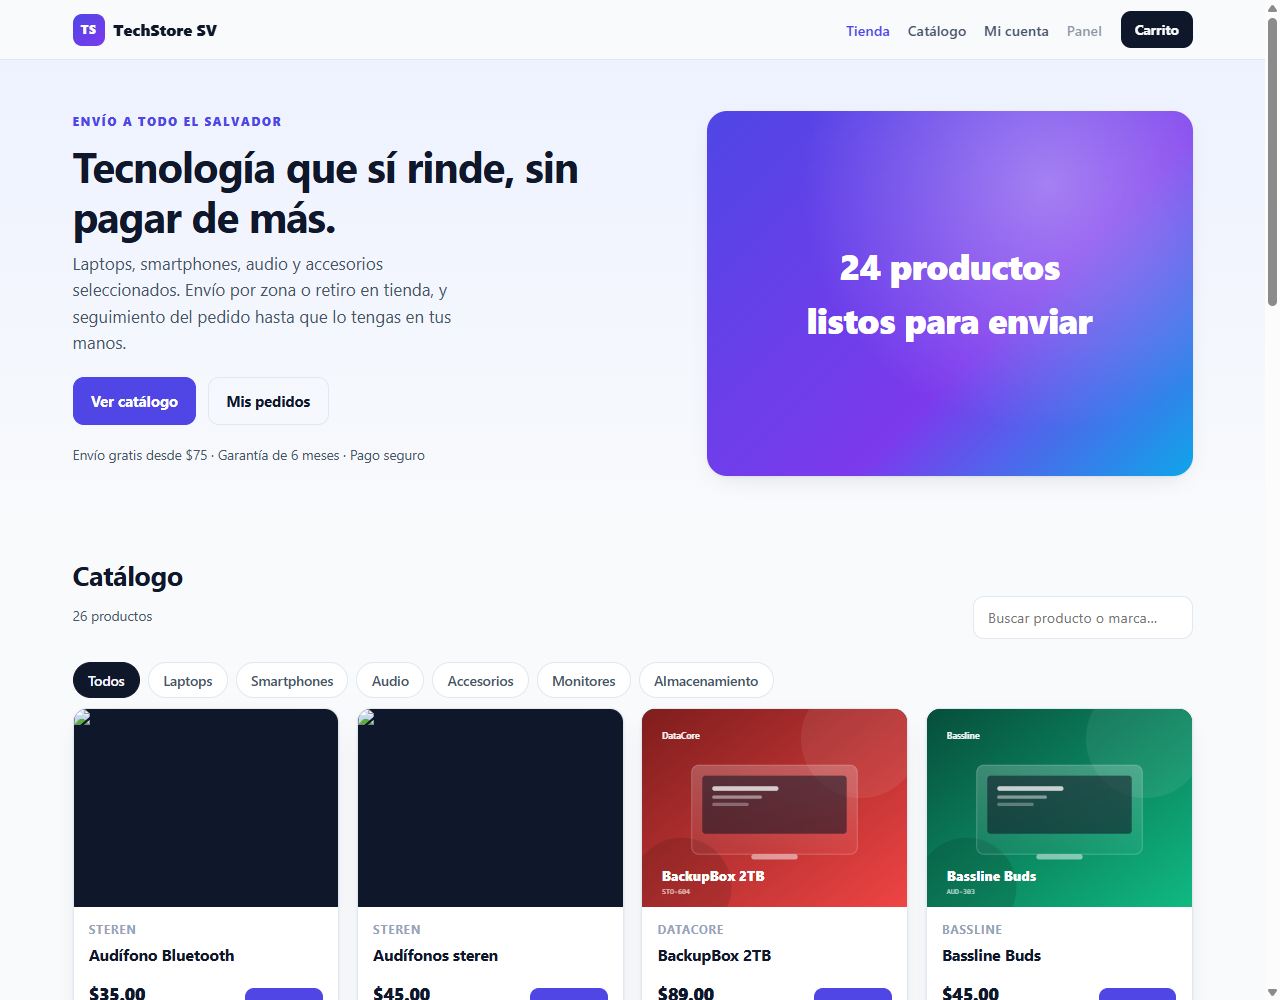 TS TechStore SV
Tienda Catálogo Mi cuenta Panel Carrito
ENVÍO A TODO EL SALVADOR
Tecnología que sí rinde, sin
pagar de más.
Laptops, smartphones, audio y accesorios
seleccionados. Envío por zona o retiro en tienda, y
seguimiento del pedido hasta que lo tengas en tus
manos.
Ver catálogo Mis pedidos
Envío gratis desde $75 · Garantía de 6 meses · Pago seguro
24 productos
listos para enviar
Catálogo
26 productos
Buscar producto o marca...
Todos Laptops Smartphones Audio Accesorios Monitores Almacenamiento
STEREN
Audífono Bluetooth
$35.00
STEREN
Audífonos steren
$45.00
DataCore
BackupBox 2TB
STO-604
DATACORE
BackupBox 2TB
$89.00
Bassline
Bassline Buds
AUD-303
BASSLINE
Bassline Buds
$45.00